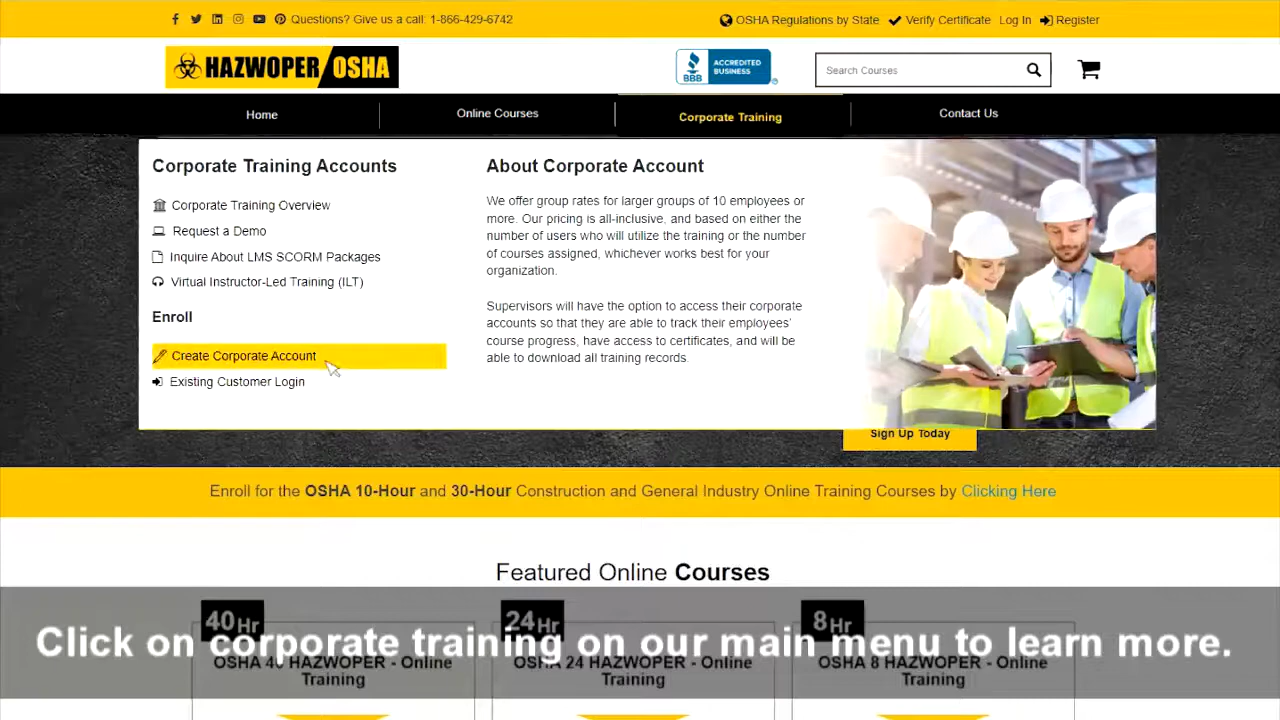 Questions? Give us a call: 1-866-429-6742
OSHA Regulations by State
Verify Certificate
Log In
Register
HAZWOPER OSHA
BBB
ACCREDITED
BUSINESS
Search Courses
Home
Online Courses
Corporate Training
Contact Us
Corporate Training Accounts
Corporate Training Overview
Request a Demo
Inquire About LMS SCORM Packages
Virtual Instructor-Led Training (ILT)
Enroll
Create Corporate Account
Existing Customer Login
About Corporate Account
We offer group rates for larger groups of 10 employees or
more. Our pricing is all-inclusive, and based on either the
number of users who will utilize the training or the number
of courses assigned, whichever works best for your
organization.
Supervisors will have the option to access their corporate
accounts so that they are able to track their employees'
course progress, have access to certificates, and will be
able to download all training records.
Sign Up Today
Enroll for the OSHA 10-Hour and 30-Hour Construction and General Industry Online Training Courses by Clicking Here
Featured Online Courses
40 Hr
24 Hr
8 Hr
Click on corporate training on our main menu to learn more.
OSHA 40 HAZWOPER - Online
Training
OSHA 24 HAZWOPER - Online
Training
OSHA 8 HAZWOPER - Online
Training